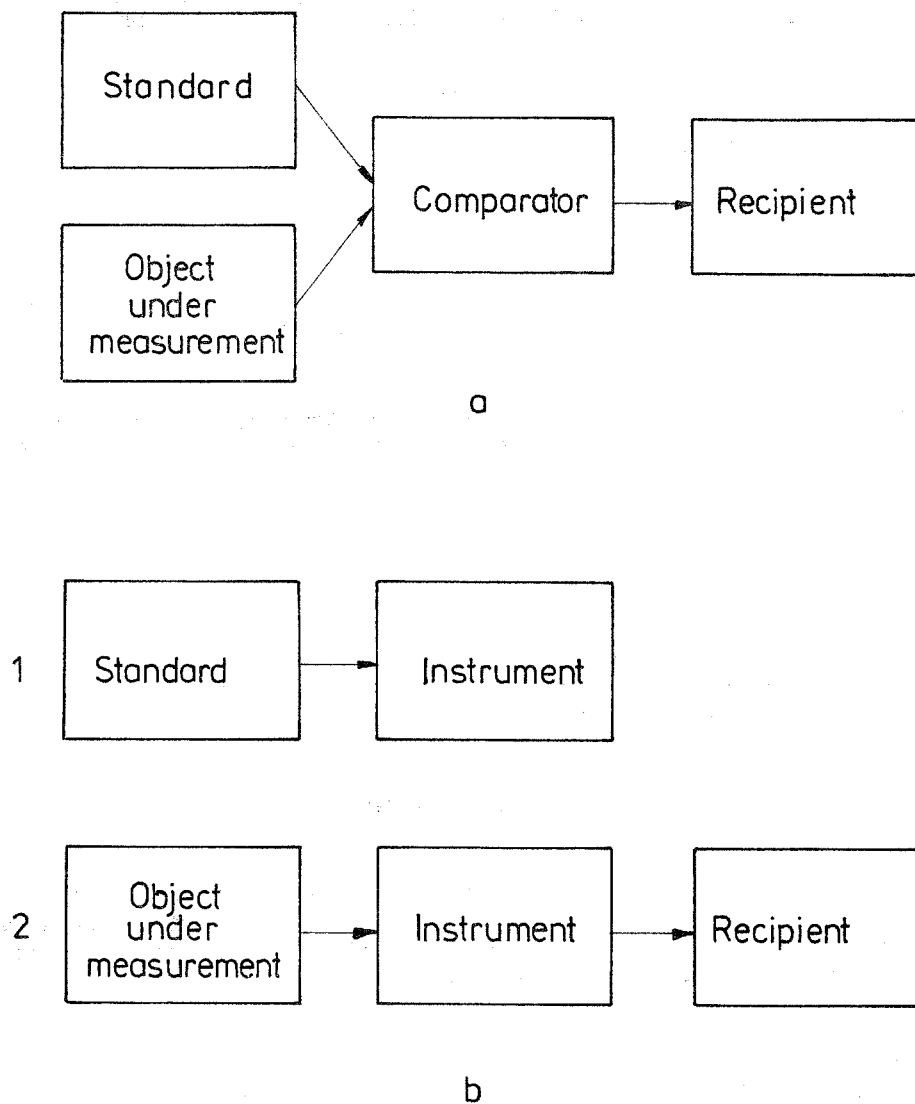 Standard
Object
under
measurement
Comparator
Recipient
a
1
Standard
Instrument
2
Object
under
measurement
Instrument
Recipient
b